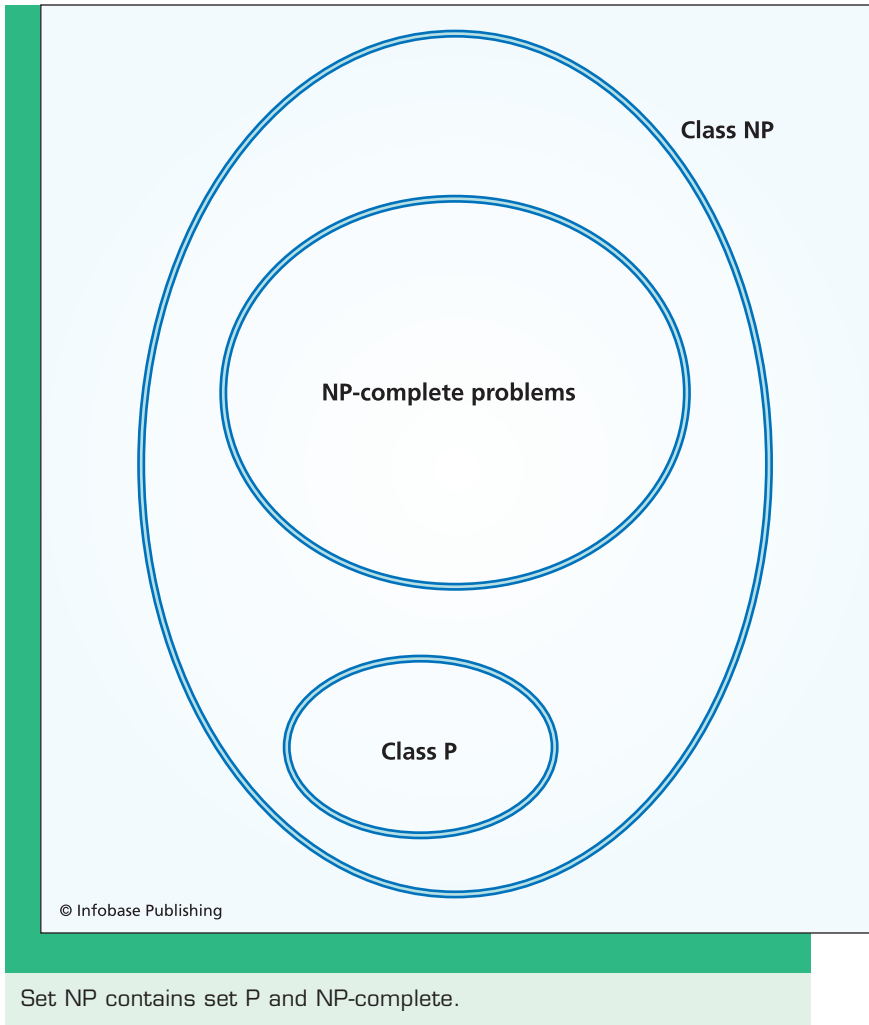 Class NP
NP-complete problems
Class P
© Infobase Publishing
Set NP contains set P and NP-complete.